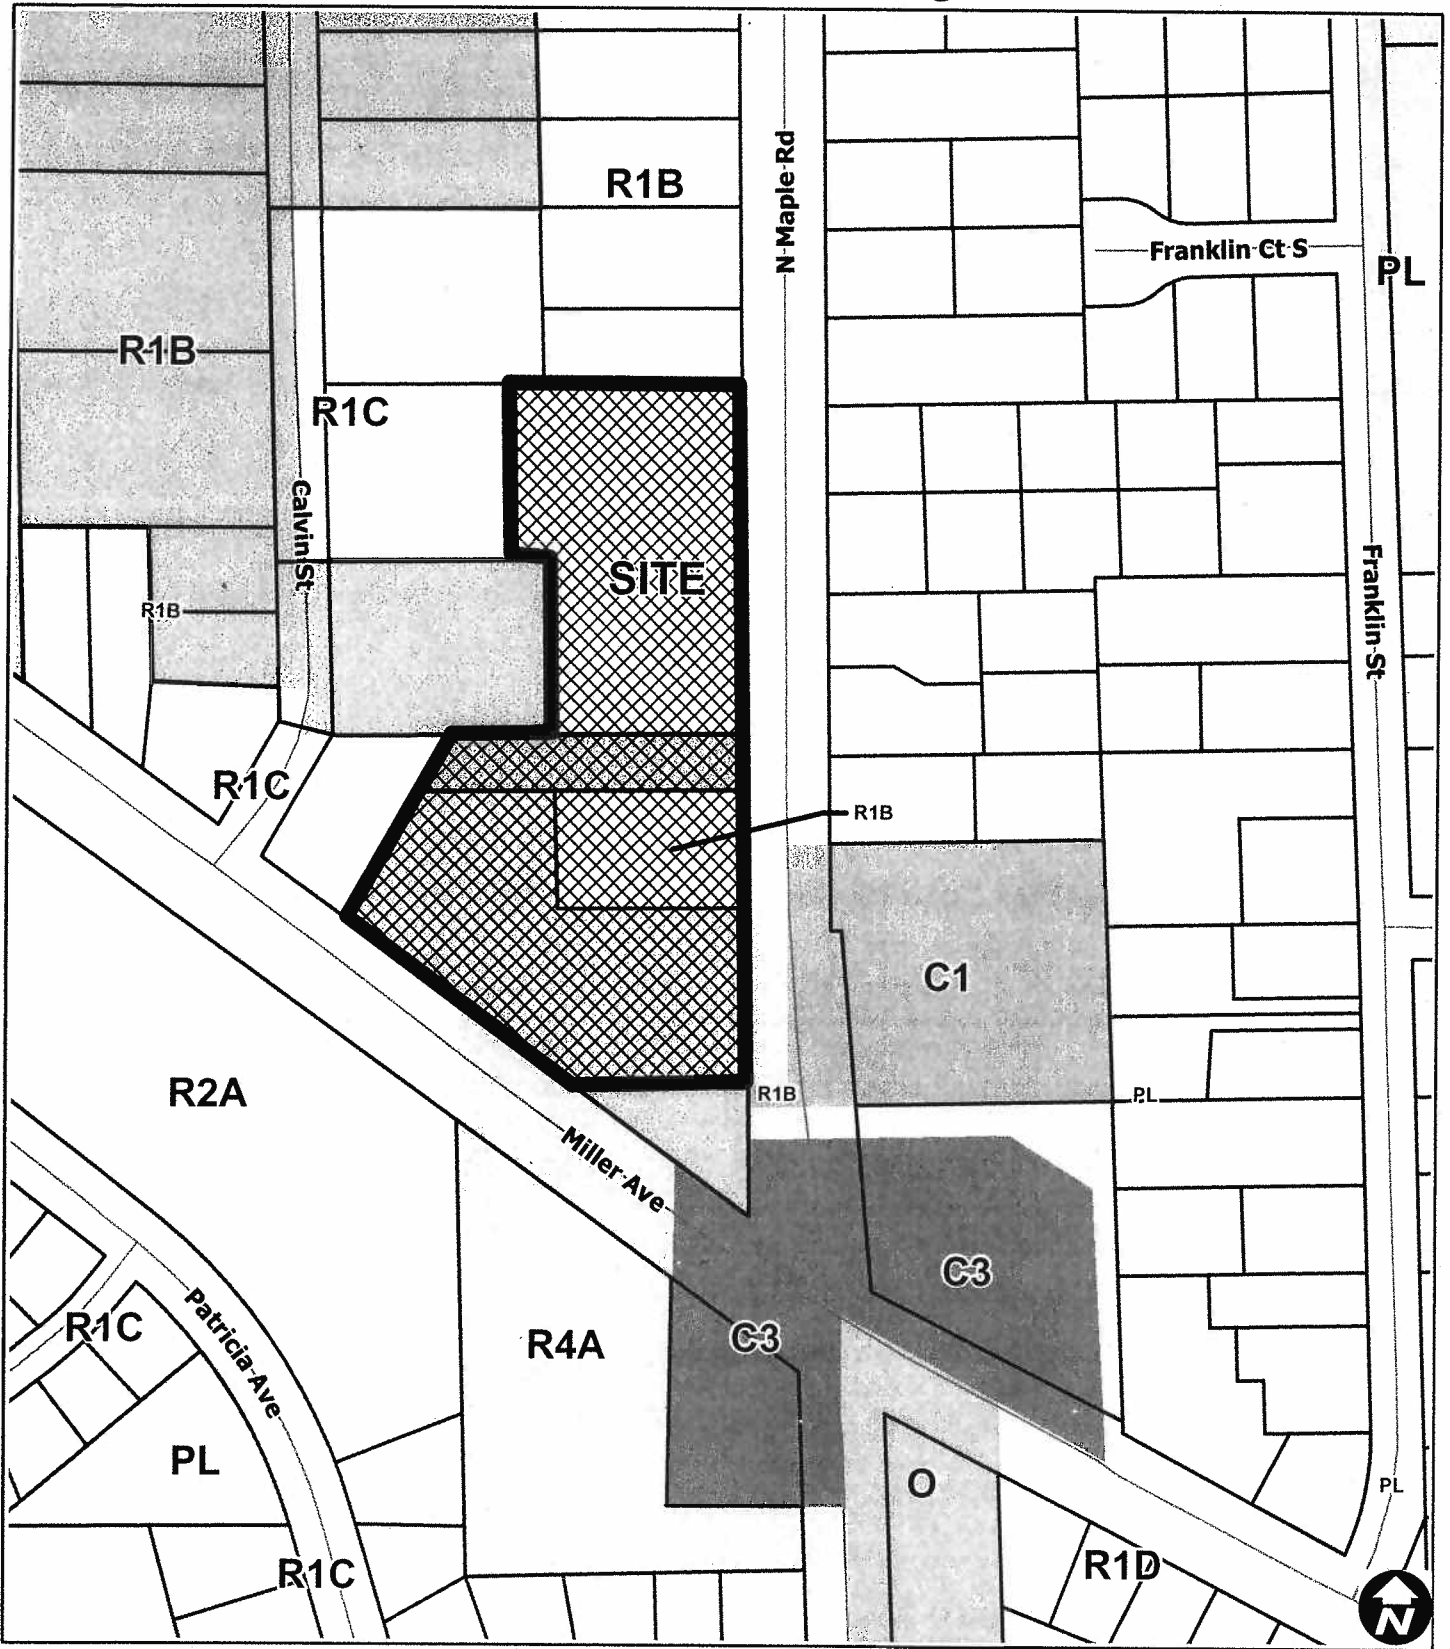 R1B
N Maple Rd
Franklin Ct S
PL
R1B
R1C
Calvin St
SITE
Franklin St
R1B
R1C
R1B
C1
R2A
R1B
PL
Miller Ave
C3
R1C
Patricia Ave
R4A
C3
PL
O
PL
R1C
R1D
N